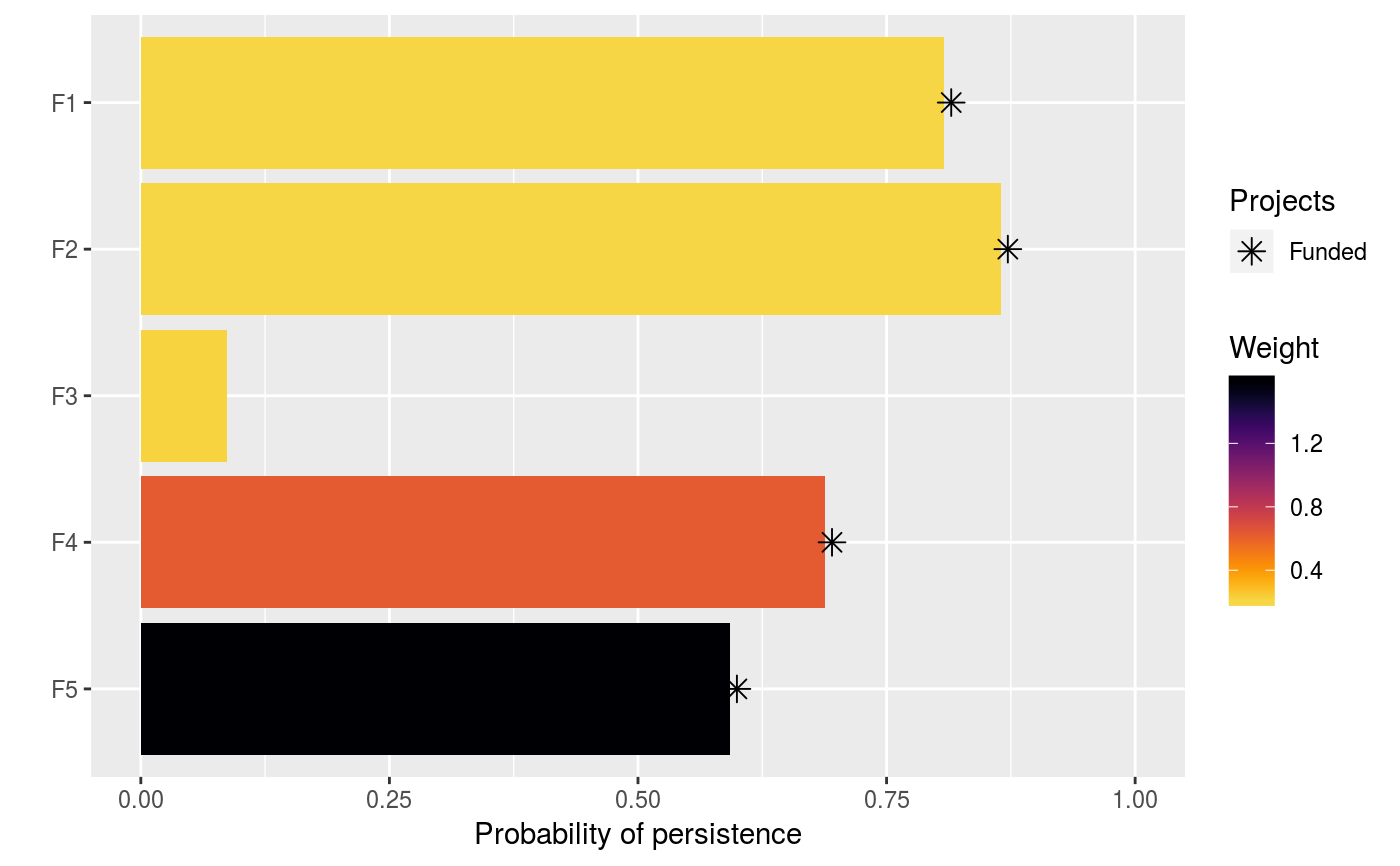 F1
F2
F3
F4
F5
0.00
0.25
0.50
0.75
1.00
Probability of persistence
Projects
Funded
Weight
1.2
0.8
0.4